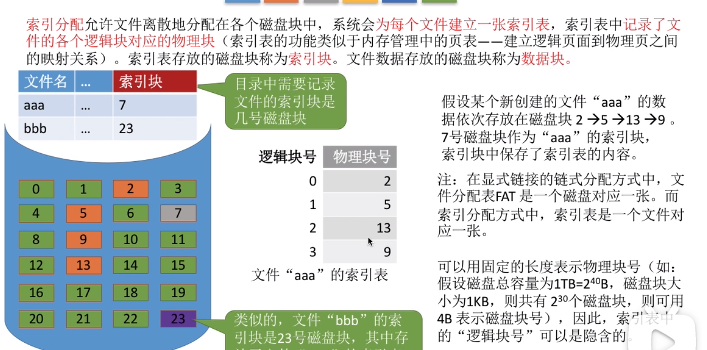 索引分配允许文件离散地分配在各个磁盘块中，系统会为每个文件建立一张索引表，索引表中记录了文
件的各个逻辑块对应的物理块（索引表的功能类似于内存管理中的页表——建立逻辑页面到物理页之间
的映射关系）。索引表存放的磁盘块称为索引块。文件数据存放的磁盘块称为数据块。
文件名 ... 索引块
aaa ... 7
bbb ... 23
目录中需要记录
文件的索引块是
几号磁盘块
0 1 2 3
4 5 6 7
8 9 10 11
12 13 14 15
16 17 18 19
20 21 22 23
逻辑块号 物理块号
0 2
1 5
2 13
3 9
文件“aaa”的索引表
类似的，文件“bbb”的索
引块是23号磁盘块，其中存
假设某个新创建的文件“aaa”的数
据依次存放在磁盘块 2→5→13→9 。
7号磁盘块作为“aaa”的索引块，
索引块中保存了索引表的内容。
注：在显式链接的链式分配方式中，文
件分配表FAT 是一个磁盘对应一张。而
索引分配方式中，索引表是一个文件对
应一张。
可以用固定的长度表示物理块号（如：
假设磁盘总容量为1TB=2⁴⁰B，磁盘块大
小为1KB，则共有 2³⁰个磁盘块，则可用
4B 表示磁盘块号），因此，索引表中
的“逻辑块号”可以是隐含的